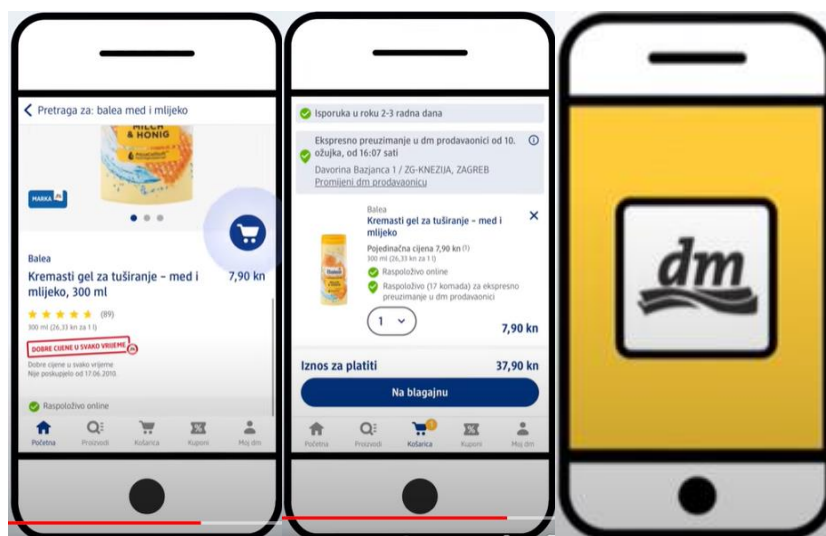 Pretraga za: balea med i mlijeko
MILCH
& HONIG
MARKA
Balea
Kremasti gel za tuširanje – med i
mlijeko, 300 ml
7,90 kn
(89)
300 ml (26,33 kn za 1 l)
DOBRE CIJENE U SVAKO VRIJEME
Dobre cijene u svako vrijeme
Nije poskupjelo od 17.06.2010.
Raspoloživo online
Početna
Proizvodi
Košarica
Kuponi
Moj dm
Isporuka u roku 2-3 radna dana
Ekspresno preuzimanje u dm prodavaonici od 10.
ožujka, od 16:07 sati
Davorina Bazjanca 1 / ZG-KNEZIJA, ZAGREB
Promijeni dm prodavaonicu
Balea
Kremasti gel za tuširanje – med i
mlijeko
Pojedinačna cijena 7,90 kn (1)
300 ml (26,33 kn za 1 l)
Raspoloživo online
Raspoloživo (17 komada) za ekspresno
preuzimanje u dm prodavaonici
1
7,90 kn
Iznos za platiti 37,90 kn
Na blagajnu
Početna
Proizvodi
Košarica
Kuponi
Moj dm
dm